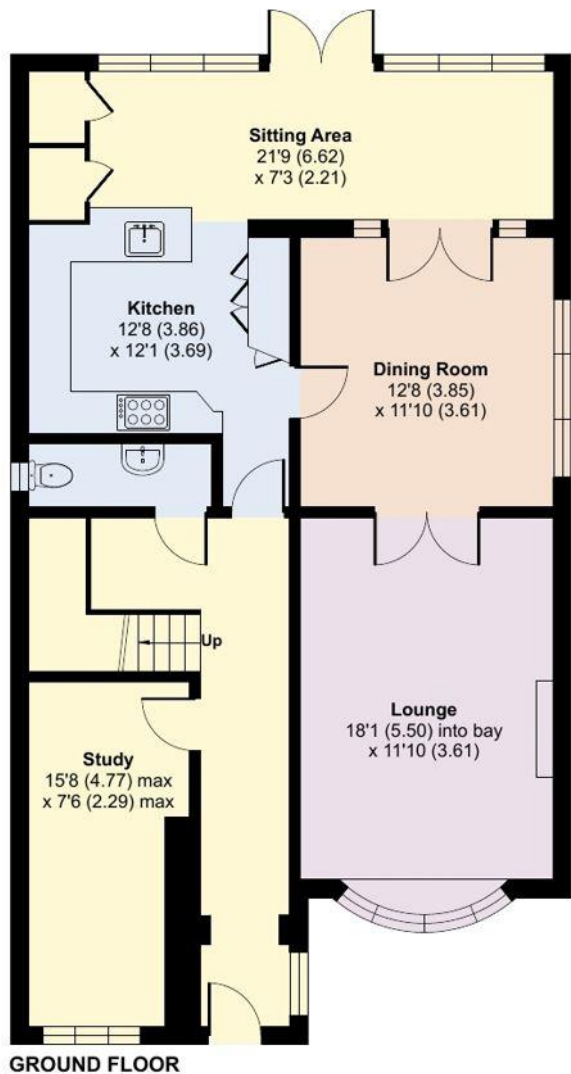 Sitting Area
21'9 (6.62)
x 7'3 (2.21)
Kitchen
12'8 (3.86)
x 12'1 (3.69)
Dining Room
12'8 (3.85)
x 11'10 (3.61)
Up
Lounge
18'1 (5.50) into bay
x 11'10 (3.61)
Study
15'8 (4.77) max
x 7'6 (2.29) max
GROUND FLOOR